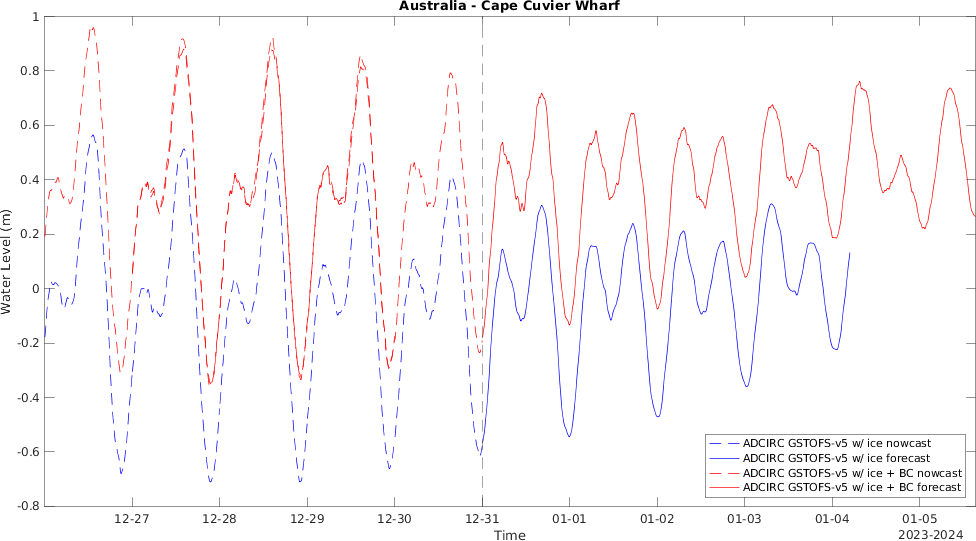 Australia - Cape Cuvier Wharf
1
0.8
0.6
0.4
0.2
0
-0.2
-0.4
-0.6
-0.8
Water Level (m)
12-27 12-28 12-29 12-30 12-31 01-01 01-02 01-03 01-04 01-05
Time
2023-2024
ADCIRC GSTOFS-v5 w/ ice nowcast
ADCIRC GSTOFS-v5 w/ ice forecast
ADCIRC GSTOFS-v5 w/ ice + BC nowcast
ADCIRC GSTOFS-v5 w/ ice + BC forecast